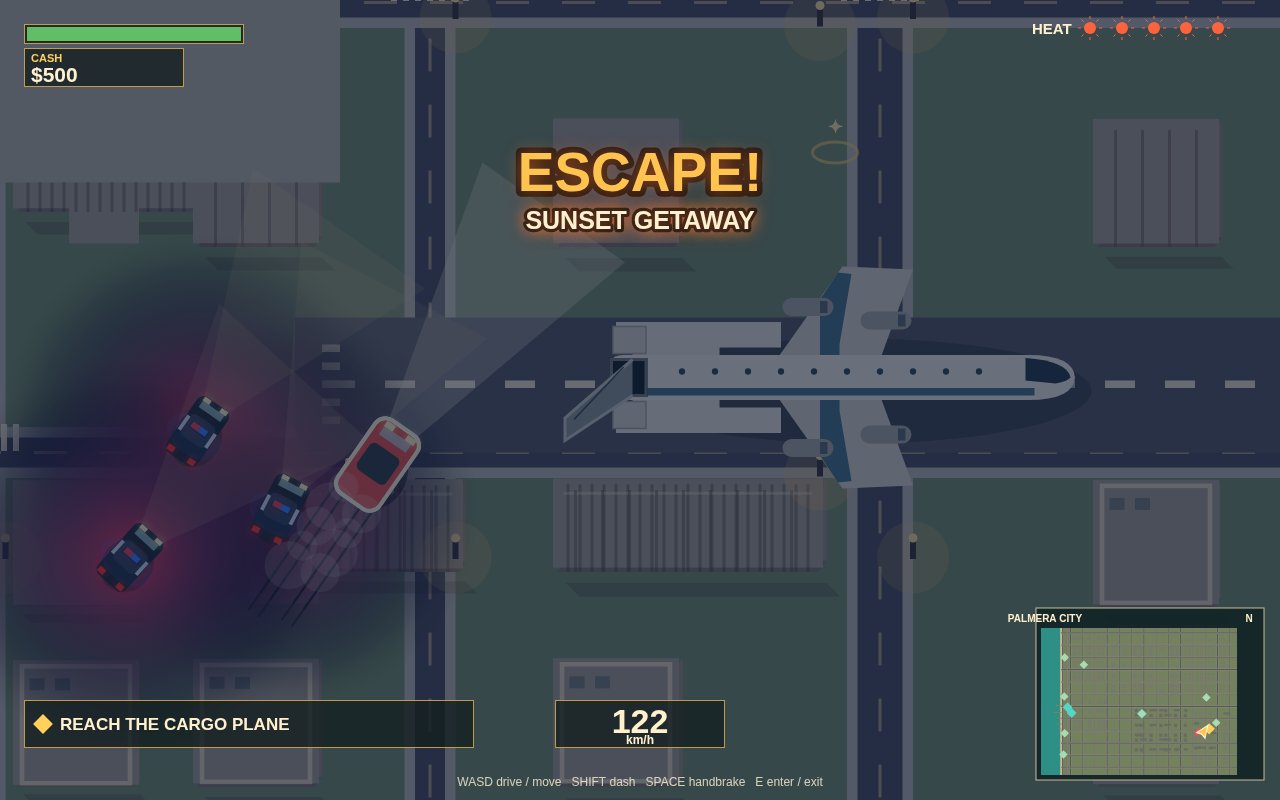 CASH
$500
HEAT
ESCAPE!
SUNSET GETAWAY
PALMERA CITY
N
REACH THE CARGO PLANE
122
km/h
WASD drive / move SHIFT dash SPACE handbrake E enter / exit